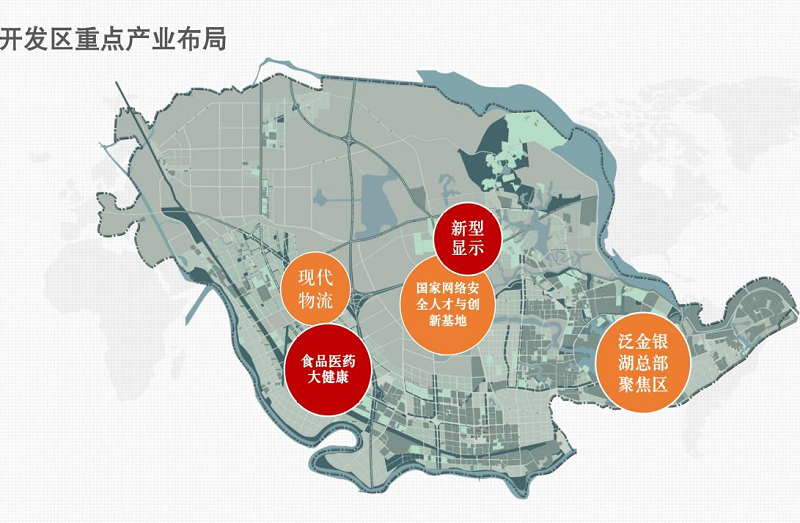 开发区重点产业布局
新型
显示
现代
物流
国家网络安
全人才与创
新基地
食品医药
大健康
泛金银
湖总部
聚焦区